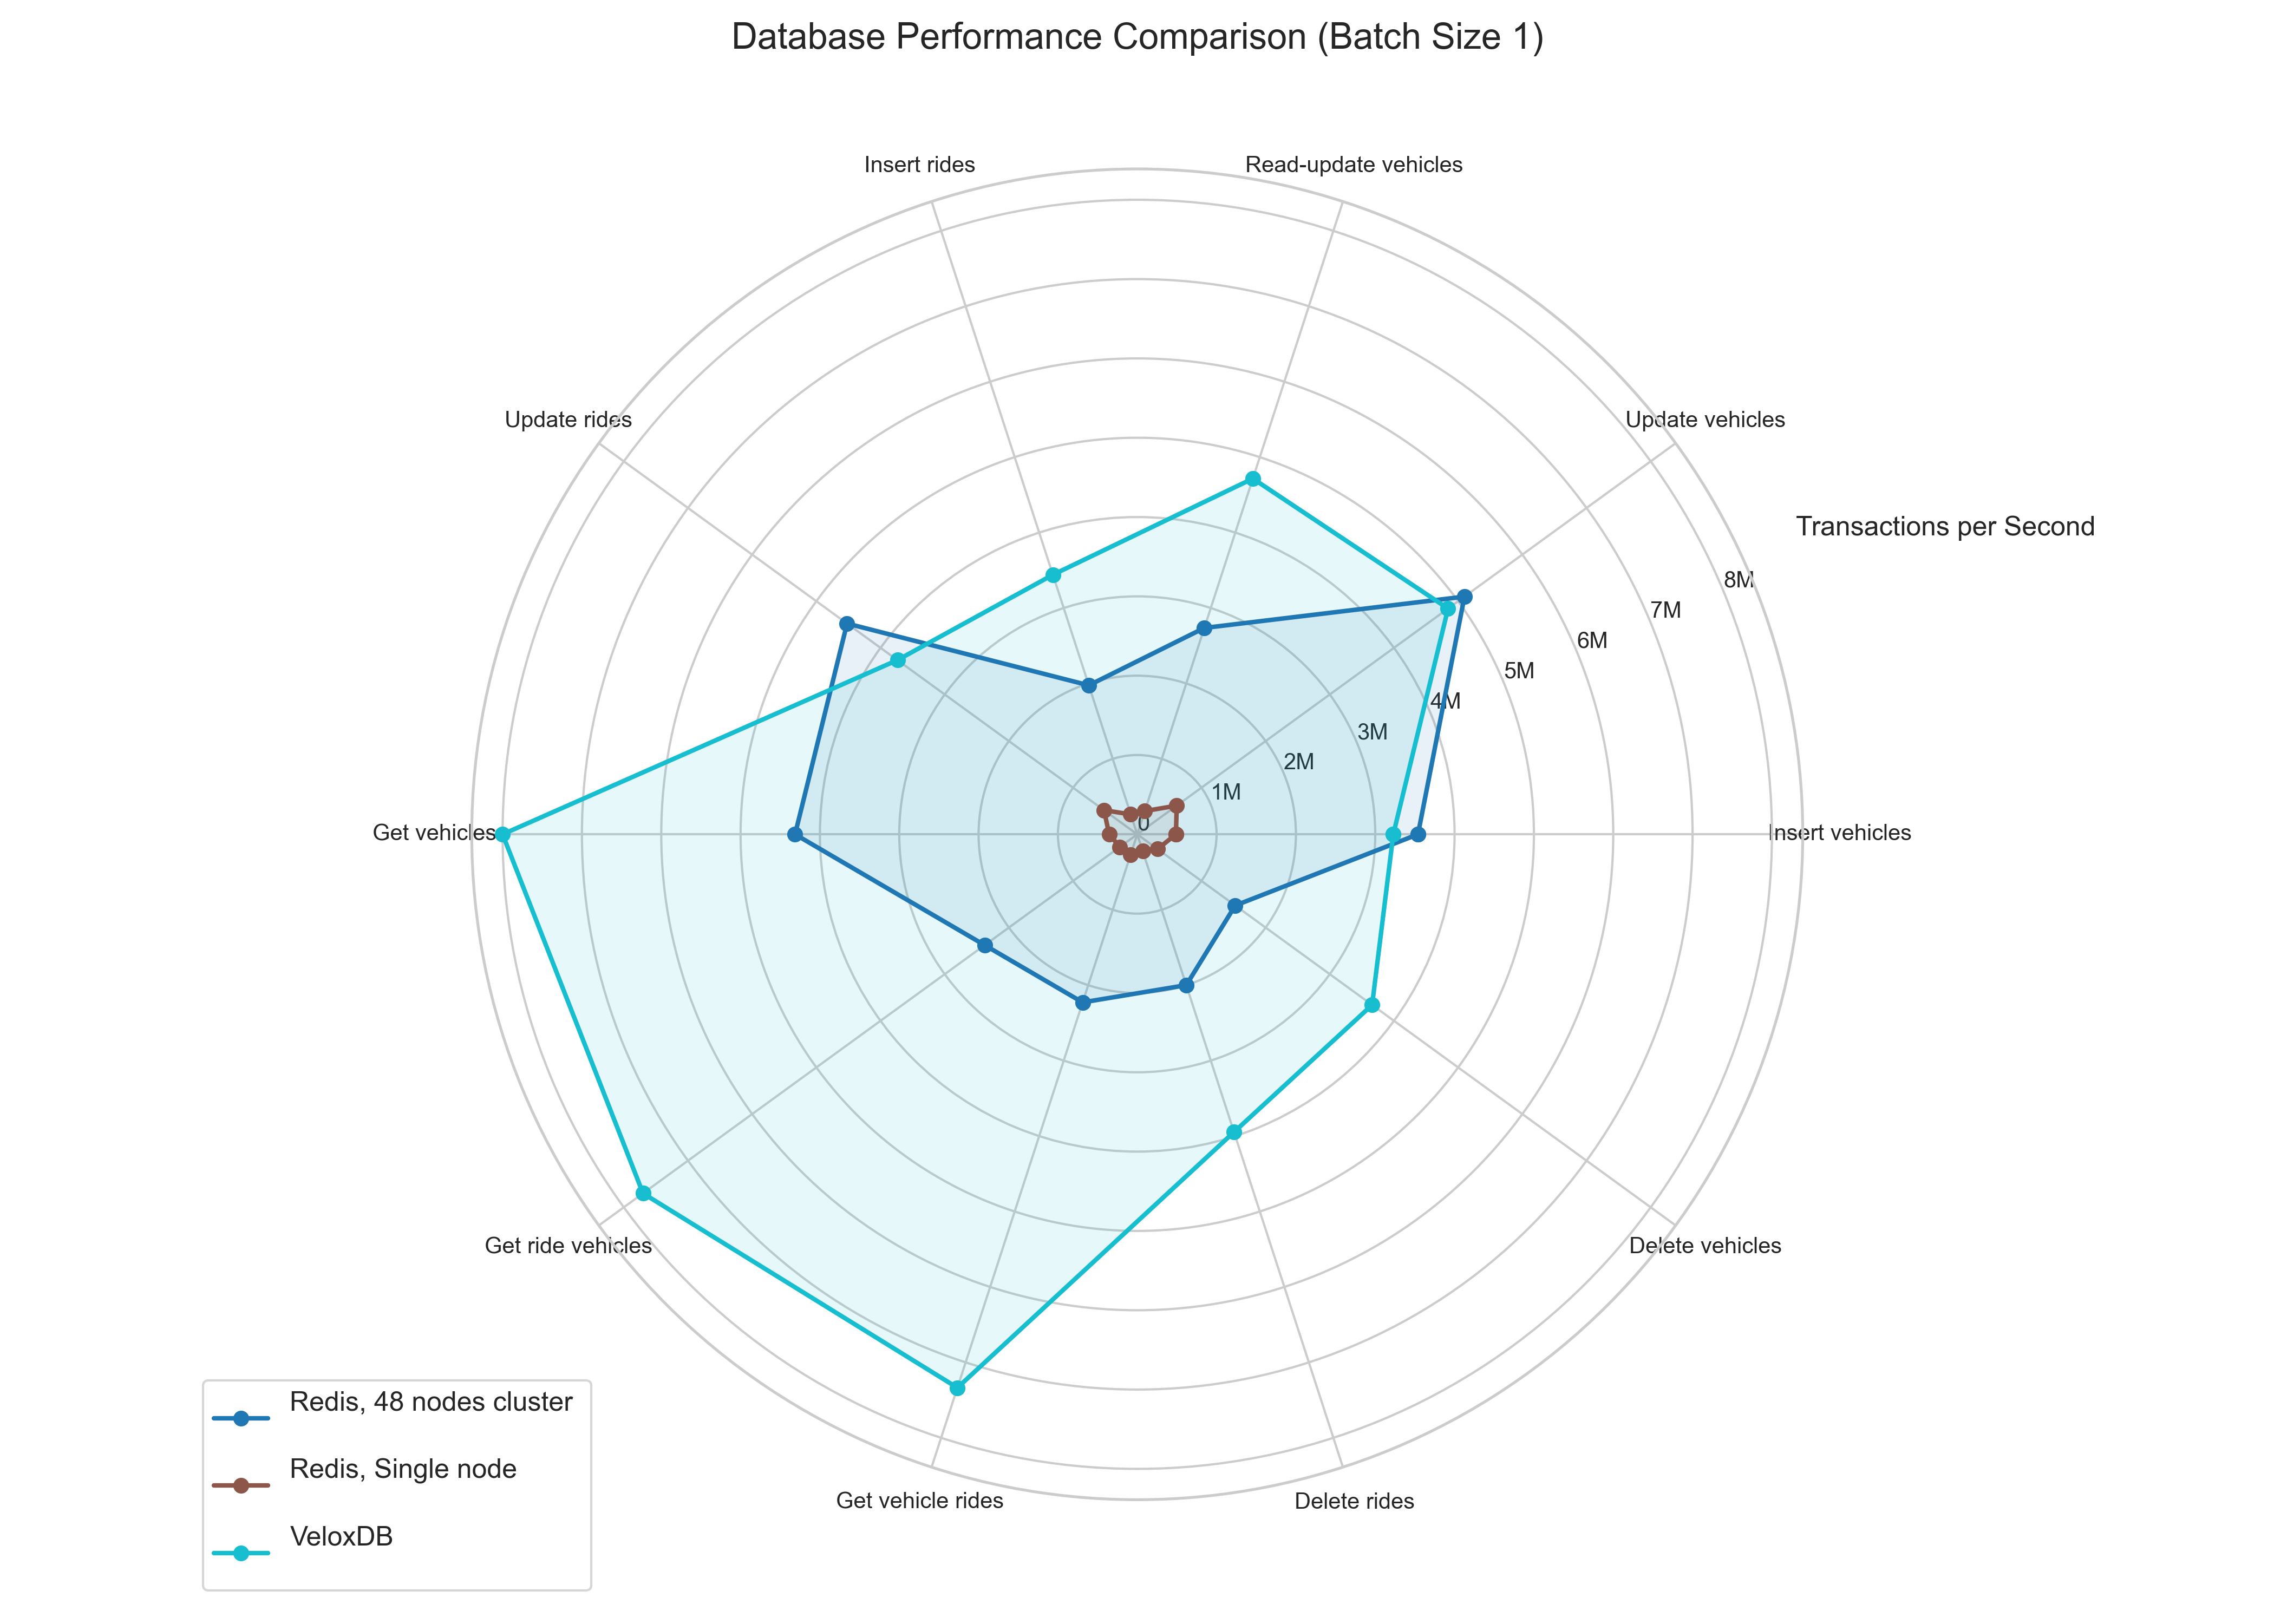 Database Performance Comparison (Batch Size 1)
Insert rides
Read-update vehicles
Update rides
Update vehicles
Transactions per Second
8M
7M
6M
5M
4M
3M
2M
1M
0
Get vehicles
Insert vehicles
Get ride vehicles
Delete vehicles
Get vehicle rides
Delete rides
Redis, 48 nodes cluster
Redis, Single node
VeloxDB